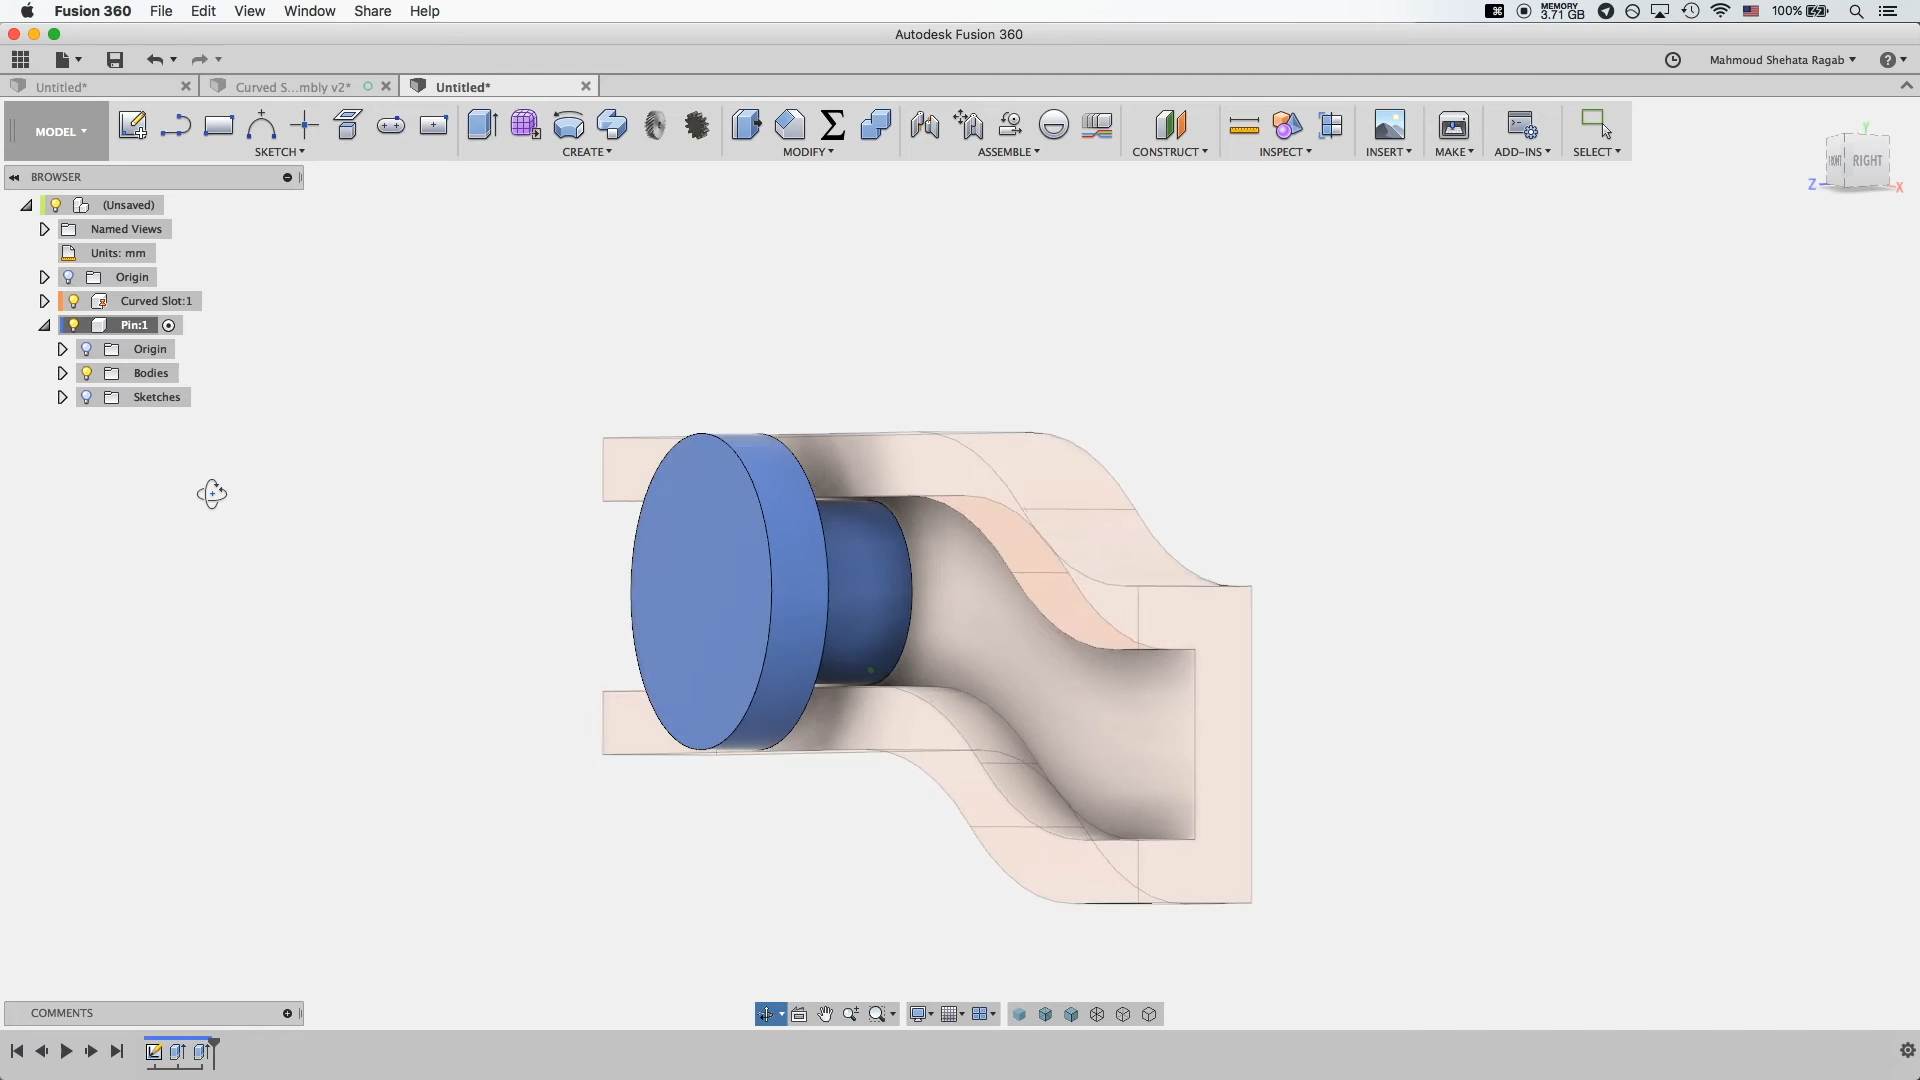 Fusion 360 File Edit View Window Share Help MEMORY 3.71 GB 100%
Autodesk Fusion 360
Mahmoud Shehata Ragab
Untitled* Curved S...mbly v2* Untitled*
MODEL SKETCH CREATE MODIFY ASSEMBLE CONSTRUCT INSPECT INSERT MAKE ADD-INS SELECT
Y
RIGHT
Z
X
BROWSER
(Unsaved)
Named Views
Units: mm
Origin
Curved Slot:1
Pin:1
Origin
Bodies
Sketches
COMMENTS